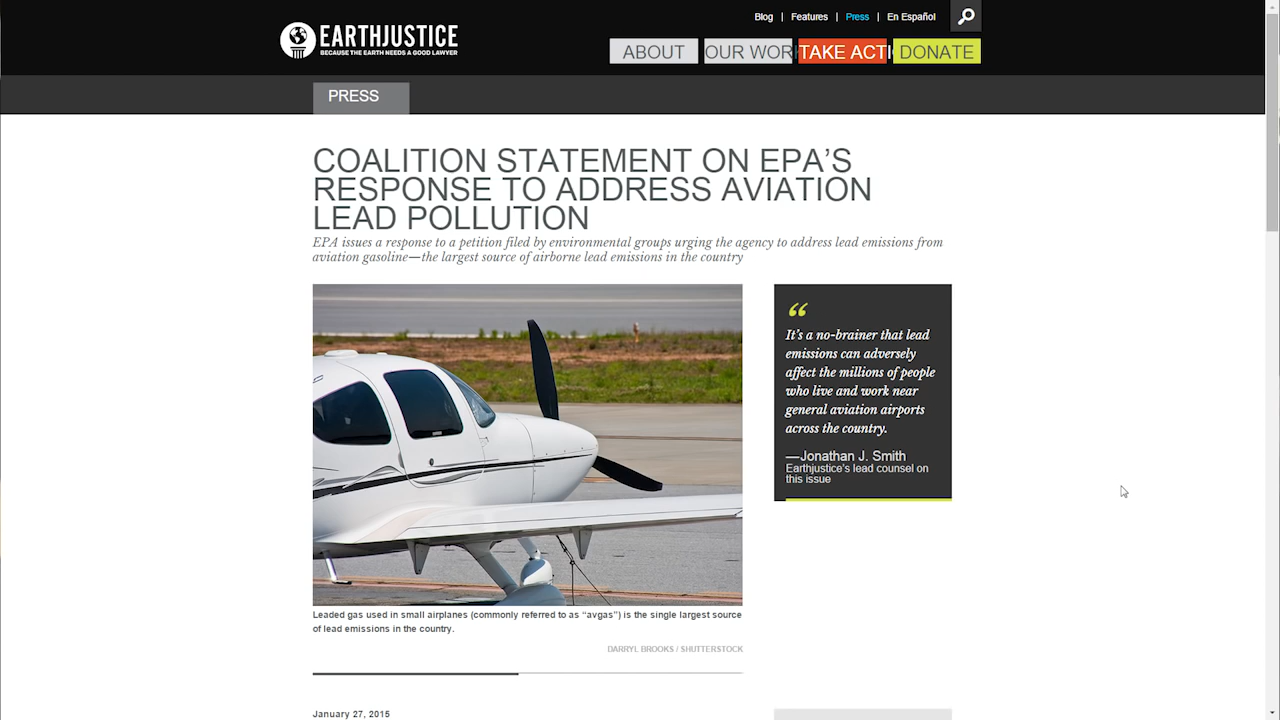 Blog | Features | Press | En Español
EARTHJUSTICE
BECAUSE THE EARTH NEEDS A GOOD LAWYER
ABOUT OUR WOR TAKE ACTI DONATE
PRESS
COALITION STATEMENT ON EPA’S
RESPONSE TO ADDRESS AVIATION
LEAD POLLUTION
EPA issues a response to a petition filed by environmental groups urging the agency to address lead emissions from
aviation gasoline—the largest source of airborne lead emissions in the country
“
It’s a no-brainer that lead
emissions can adversely
affect the millions of people
who live and work near
general aviation airports
across the country.
—Jonathan J. Smith
Earthjustice’s lead counsel on
this issue
Leaded gas used in small airplanes (commonly referred to as “avgas”) is the single largest source
of lead emissions in the country.
DARRYL BROOKS / SHUTTERSTOCK
January 27, 2015